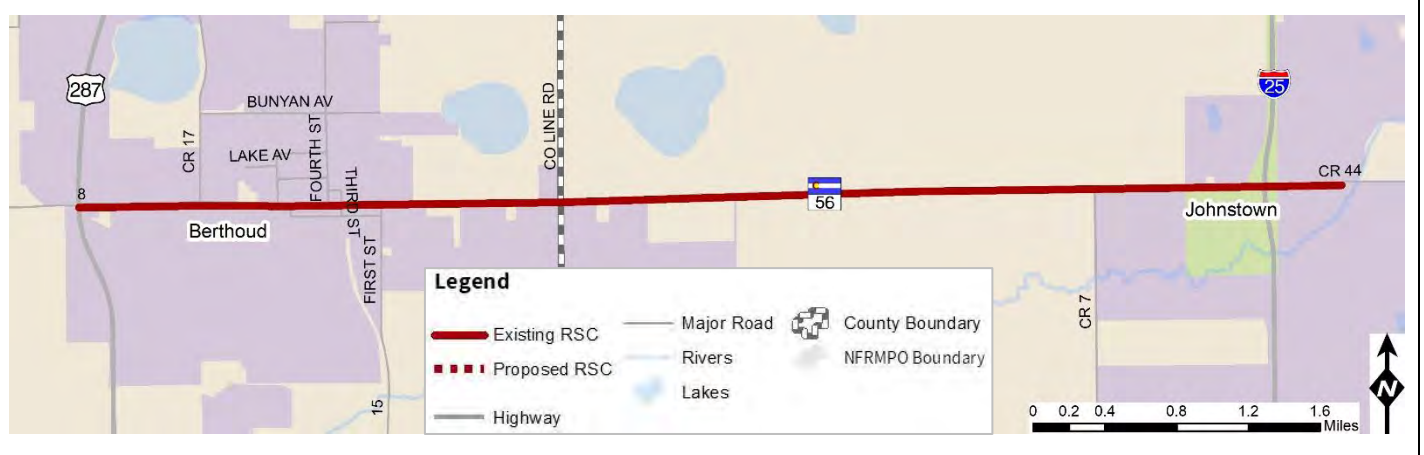 287
25
BUNYAN AV
CR 17
LAKE AV
FOURTH ST
THIRD ST
CO LINE RD
CR 44
8
56
Berthoud
Johnstown
FIRST ST
CR 7
15
Legend
Existing RSC
Proposed RSC
Highway
Major Road
Rivers
Lakes
County Boundary
NFRMPO Boundary
N
0 0.2 0.4 0.8 1.2 1.6
Miles